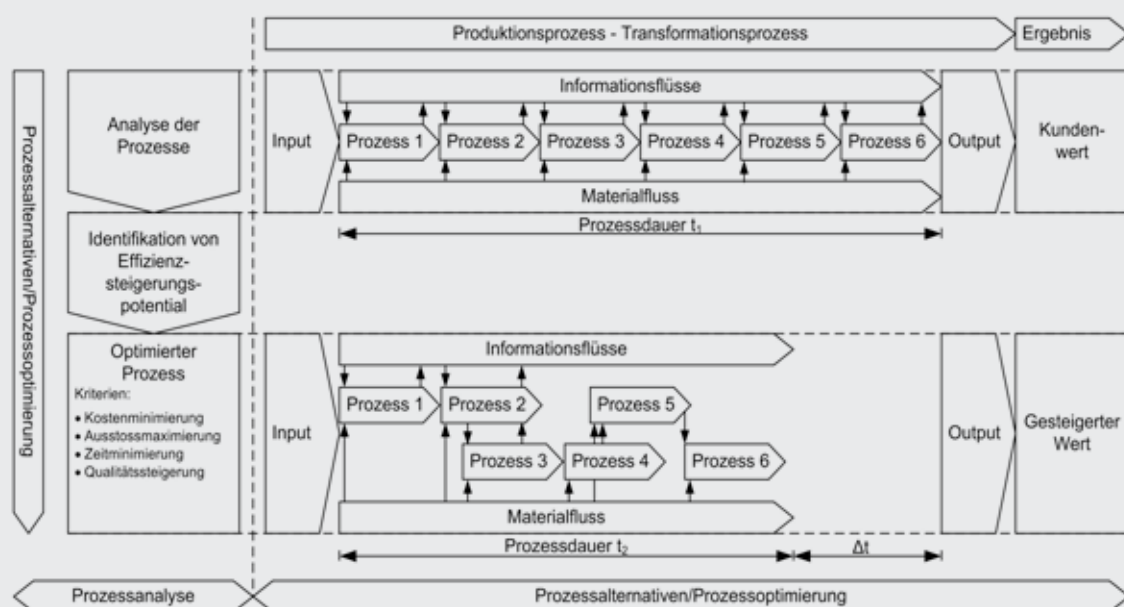 Produktionsprozess - Transformationsprozess
Ergebnis
Prozessalternativen/Prozessoptimierung
Analyse der
Prozesse
Input
Informationsflüsse
Prozess 1
Prozess 2
Prozess 3
Prozess 4
Prozess 5
Prozess 6
Materialfluss
Prozessdauer t₁
Output
Kunden-
wert
Identifikation von
Effizienz-
steigerungs-
potential
Optimierter
Prozess
Kriterien:
• Kostenminimierung
• Ausstossmaximierung
• Zeitminimierung
• Qualitätssteigerung
Input
Informationsflüsse
Prozess 1
Prozess 2
Prozess 5
Prozess 3
Prozess 4
Prozess 6
Materialfluss
Prozessdauer t₂
Δt
Output
Gesteigerter
Wert
Prozessanalyse
Prozessalternativen/Prozessoptimierung